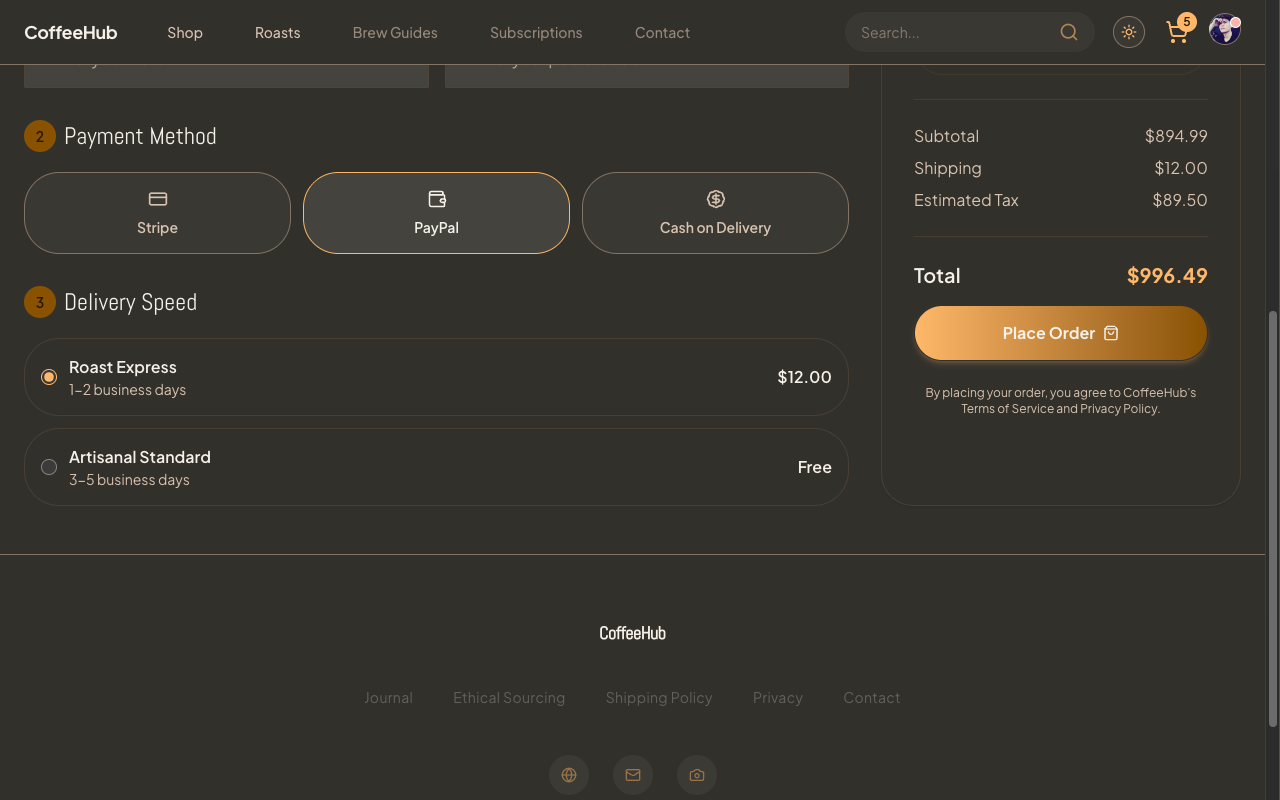 CoffeeHub
Shop
Roasts
Brew Guides
Subscriptions
Contact
Search...
5
2
Payment Method
Stripe
PayPal
Cash on Delivery
3
Delivery Speed
Roast Express
1–2 business days
$12.00
Artisanal Standard
3–5 business days
Free
Subtotal $894.99
Shipping $12.00
Estimated Tax $89.50
Total $996.49
Place Order
By placing your order, you agree to CoffeeHub's
Terms of Service and Privacy Policy.
CoffeeHub
Journal
Ethical Sourcing
Shipping Policy
Privacy
Contact